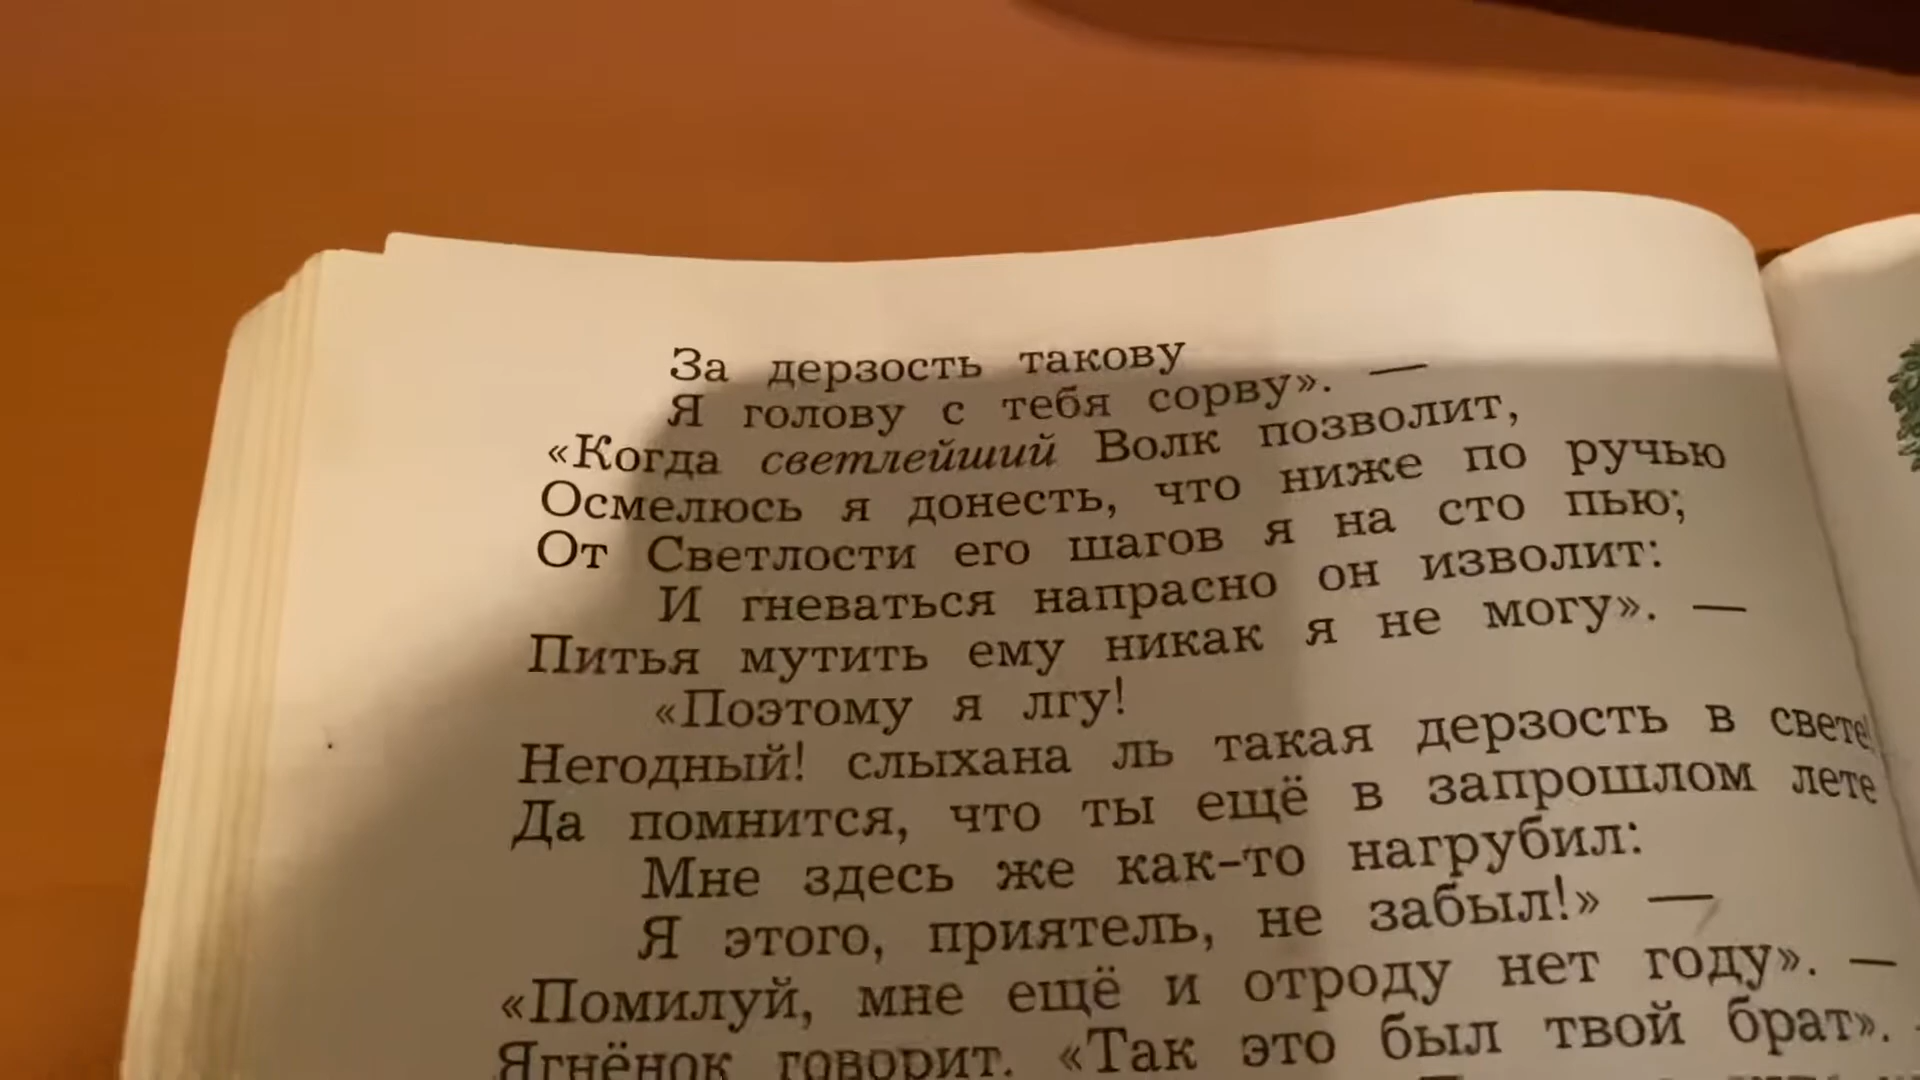 За дерзость такову
Я голову с тебя сорву». —
«Когда светлейший Волк позволит,
Осмелюсь я донесть, что ниже по ручью
От Светлости его шагов я на сто пью;
И гневаться напрасно он изволит:
Питья мутить ему никак я не могу». —
«Поэтому я лгу!
Негодный! слыхана ль такая дерзость в свете!
Да помнится, что ты ещё в запрошлом лете
Мне здесь же как-то нагрубил:
Я этого, приятель, не забыл!» —
«Помилуй, мне ещё и отроду нет году». —
Ягнёнок говорит. «Так это был твой брат».